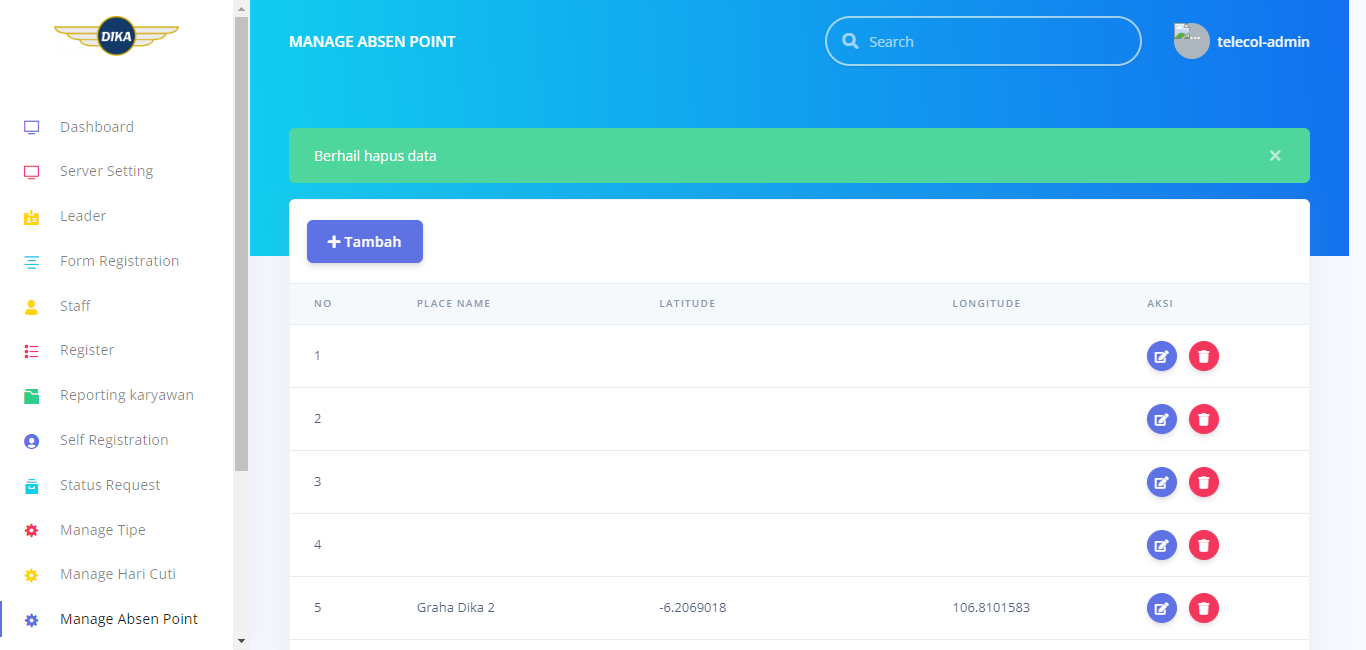 DIKA
Dashboard
Server Setting
Leader
Form Registration
Staff
Register
Reporting karyawan
Self Registration
Status Request
Manage Tipe
Manage Hari Cuti
Manage Absen Point
MANAGE ABSEN POINT
Search
...
telecol-admin
Berhail hapus data
×
Tambah
NO PLACE NAME LATITUDE LONGITUDE AKSI
1
2
3
4
5 Graha Dika 2 -6.2069018 106.8101583